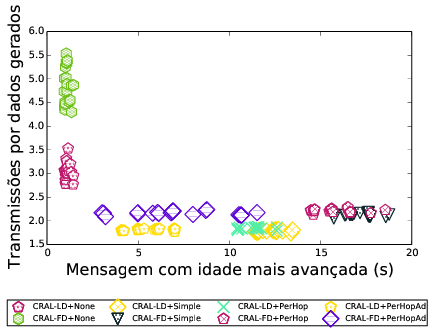 Transmissões por dados gerados
6.0
5.5
5.0
4.5
4.0
3.5
3.0
2.5
2.0
1.5
0 5 10 15 20
Mensagem com idade mais avançada (s)
CRAL-LD+None CRAL-LD+Simple CRAL-LD+PerHop CRAL-LD+PerHopAd
CRAL-FD+None CRAL-FD+Simple CRAL-FD+PerHop CRAL-FD+PerHopAd